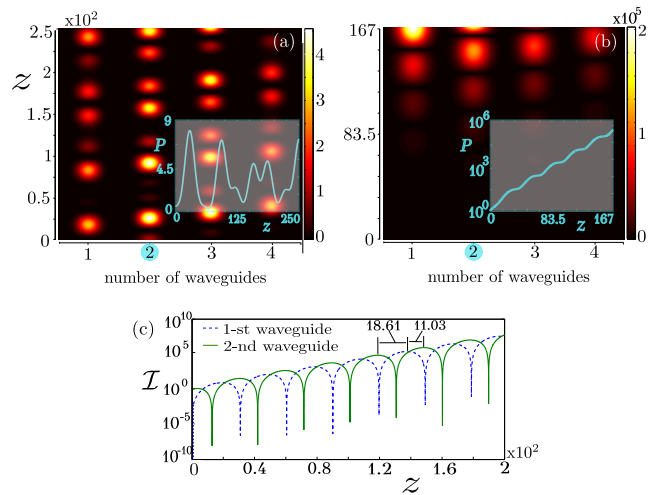 x10²
2.5
2
1.5
1
0.5
0
z
(a)
9
P
4.5
0
0
125
250
z
4
3
2
1
0
1
2
3
4
number of waveguides
x10⁵
167
83.5
0
(b)
10⁶
P
10³
10⁰
0
83.5
167
z
2
1
0
1
2
3
4
number of waveguides
(c)
10¹⁰
10⁵
10⁰
10⁻⁵
10⁻¹⁰
I
1-st waveguide
2-nd waveguide
18.61
11.03
0
0.4
0.8
1.2
1.6
2
x10²
z